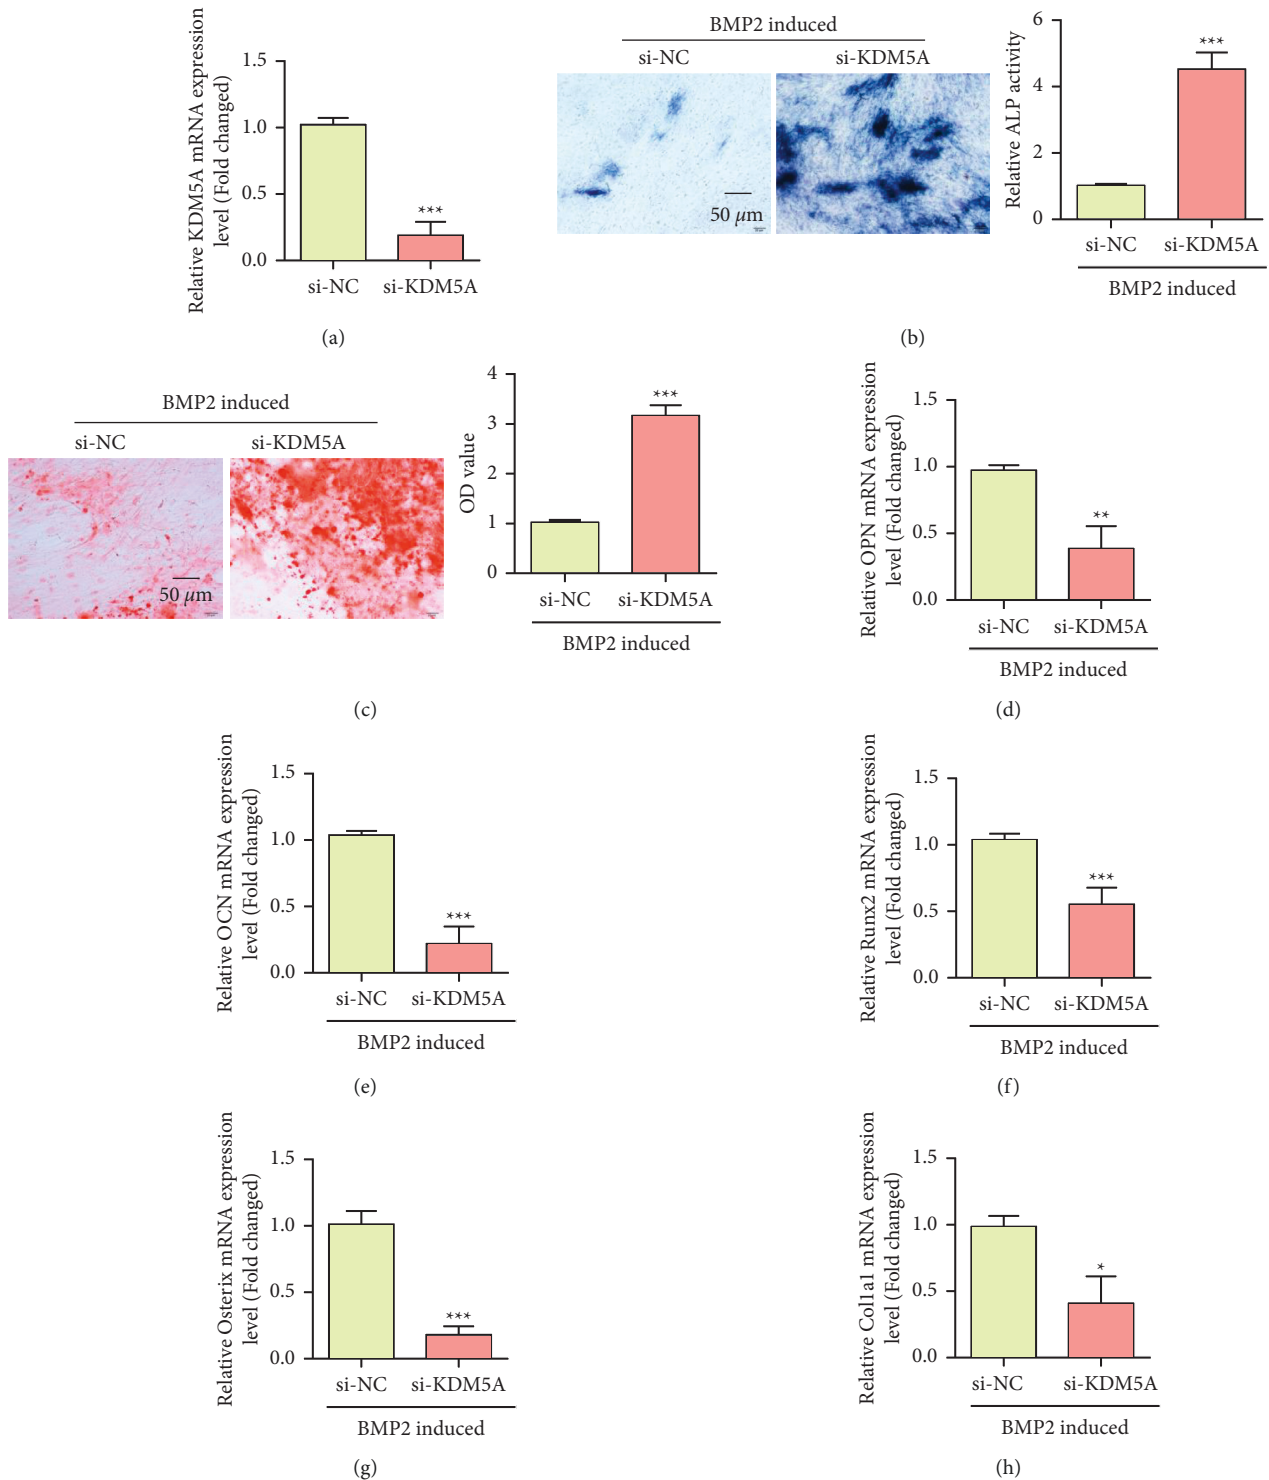 Relative KDM5A mRNA expression
level (Fold changed)
1.5
1.0
0.5
0.0
***
si-NC si-KDM5A
(a)
BMP2 induced
si-NC si-KDM5A
50 µm
Relative ALP activity
6
4
2
0
***
si-NC si-KDM5A
BMP2 induced
(b)
BMP2 induced
si-NC si-KDM5A
50 µm
OD value
4
3
2
1
0
***
si-NC si-KDM5A
BMP2 induced
(c)
Relative OPN mRNA expression
level (Fold changed)
1.5
1.0
0.5
0.0
**
si-NC si-KDM5A
BMP2 induced
(d)
Relative OCN mRNA expression
level (Fold changed)
1.5
1.0
0.5
0.0
***
si-NC si-KDM5A
BMP2 induced
(e)
Relative Runx2 mRNA expression
level (Fold changed)
1.5
1.0
0.5
0.0
***
si-NC si-KDM5A
BMP2 induced
(f)
Relative Osterix mRNA expression
level (Fold changed)
1.5
1.0
0.5
0.0
***
si-NC si-KDM5A
BMP2 induced
(g)
Relative Col1a1 mRNA expression
level (Fold changed)
1.5
1.0
0.5
0.0
*
si-NC si-KDM5A
BMP2 induced
(h)